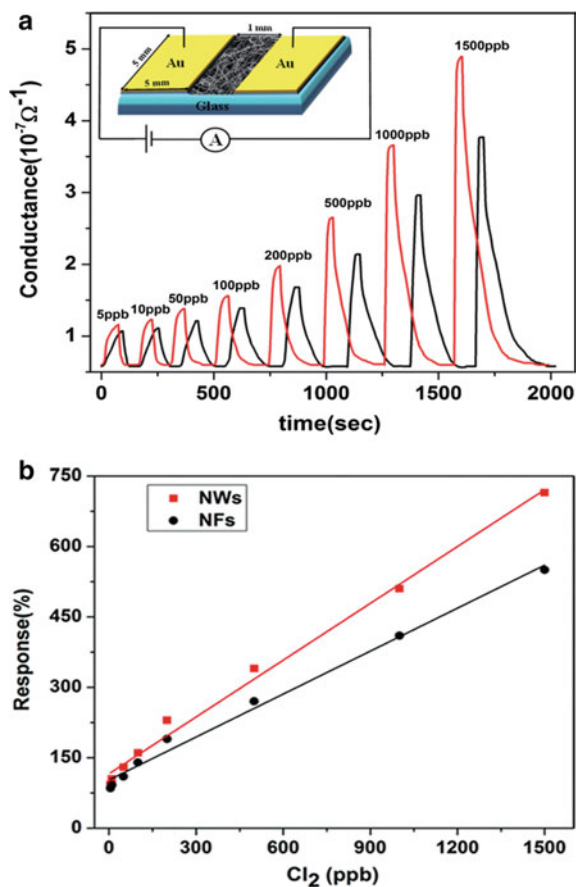 a
1 mm
5 mm
Au
Au
5 mm
Glass
A
5
4
3
2
1
Conductance(10⁻⁷Ω⁻¹)
5ppb
10ppb
50ppb
100ppb
200ppb
500ppb
1000ppb
1500ppb
0
500
1000
1500
2000
time(sec)
b
NWs
NFs
750
600
450
300
150
0
Response(%)
0
300
600
900
1200
1500
Cl₂ (ppb)